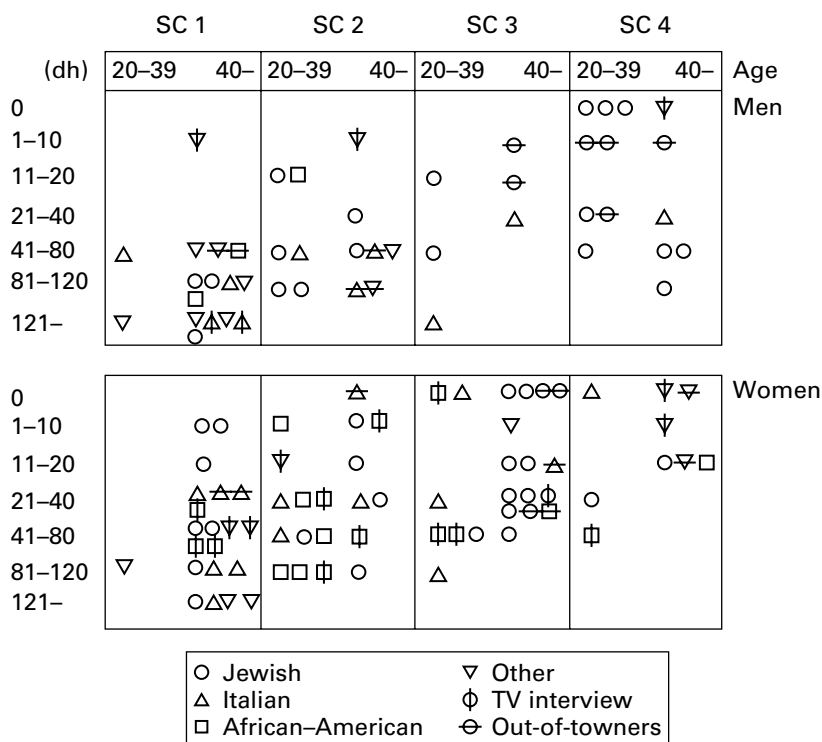 SC 1 SC 2 SC 3 SC 4
(dh) 20–39 40– 20–39 40– 20–39 40– 20–39 40– Age
0 Men
1–10
11–20
21–40
41–80
81–120
121–
0 Women
1–10
11–20
21–40
41–80
81–120
121–
Jewish Other
Italian TV interview
African–American Out-of-towners